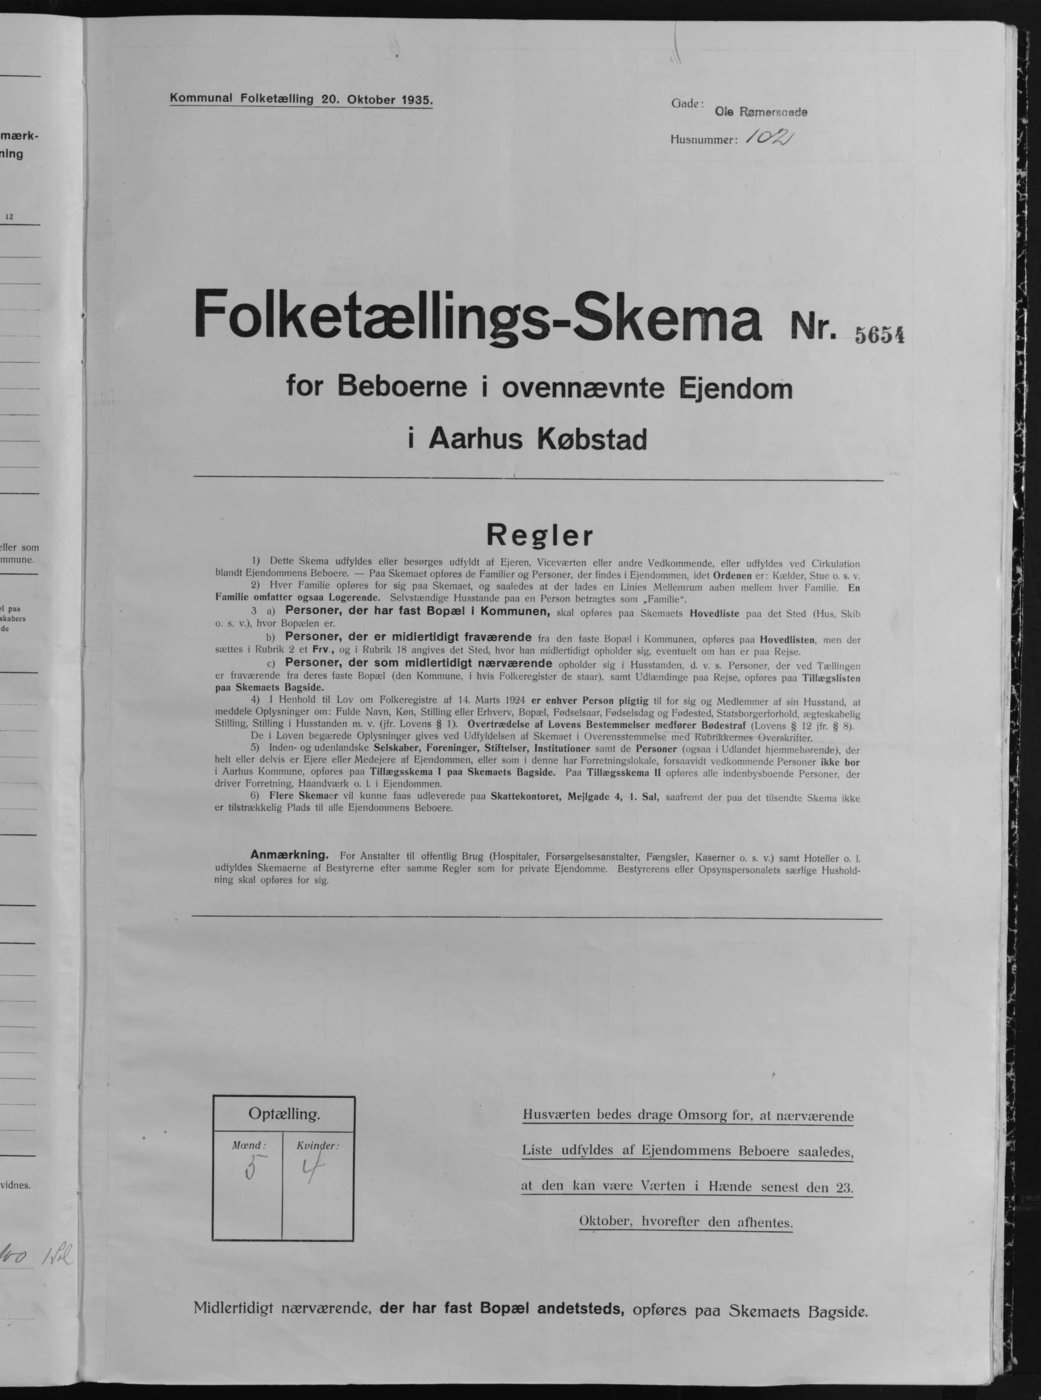 mærk-
ning
12
eller som
mmune.
el paa
skabers
de
vidnes.
Kommunal Folketælling 20. Oktober 1935.
Gade: Ole Rømersgade
Husnummer: 102
Folketællings-Skema Nr. 5654
for Beboerne i ovennævnte Ejendom
i Aarhus Købstad
Regler
1) Dette Skema udfyldes eller besørges udfyldt af Ejeren, Viceværten eller andre Vedkommende, eller udfyldes ved Cirkulation
blandt Ejendommens Beboere. — Paa Skemaet opføres de Familier og Personer, der findes i Ejendommen, idet Ordenen er: Kælder, Stue o. s. v.
2) Hver Familie opføres for sig paa Skemaet, og saaledes at der lades en Linies Mellemrum aaben mellem hver Familie. En
Familie omfatter ogsaa Logerende. Selvstændige Husstande paa en Person betragtes som „Familie“.
3 a) Personer, der har fast Bopæl i Kommunen, skal opføres paa Skemaets Hovedliste paa det Sted (Hus, Skib
o. s. v.), hvor Bopælen er.
b) Personer, der er midlertidigt fraværende fra den faste Bopæl i Kommunen, opføres paa Hovedlisten, men der
sættes i Rubrik 2 et Frv., og i Rubrik 18 angives det Sted, hvor han midlertidigt opholder sig, eventuelt om han er paa Rejse.
c) Personer, der som midlertidigt nærværende opholder sig i Husstanden, d. v. s. Personer, der ved Tællingen
er fraværende fra deres faste Bopæl (den Kommune, i hvis Folkeregister de staar), samt Udlændinge paa Rejse, opføres paa Tillægslisten
paa Skemaets Bagside.
4) I Henhold til Lov om Folkeregistre af 14. Marts 1924 er enhver Person pligtig til for sig og Medlemmer af sin Husstand, at
meddele Oplysninger om: Fulde Navn, Køn, Stilling eller Erhverv, Bopæl, Fødselsaar, Fødselsdag og Fødested, Statsborgerforhold, ægteskabelig
Stilling, Stilling i Husstanden m. v. (jfr. Lovens § 1). Overtrædelse af Lovens Bestemmelser medfører Bødestraf (Lovens § 12 jfr. § 8).
De i Loven begærede Oplysninger gives ved Udfyldelsen af Skemaet i Overensstemmelse med Rubrikkernes Overskrifter.
5) Inden- og udenlandske Selskaber, Foreninger, Stiftelser, Institutioner samt de Personer (ogsaa i Udlandet hjemmehørende), der
helt eller delvis er Ejere eller Medejere af Ejendommen, eller som i denne har Forretningslokale, forsaavidt vedkommende Personer ikke bor
i Aarhus Kommune, opføres paa Tillægsskema I paa Skemaets Bagside. Paa Tillægsskema II opføres alle indenbysboende Personer, der
driver Forretning, Haandværk o. l. i Ejendommen.
6) Flere Skemaer vil kunne faas udleverede paa Skattekontoret, Mejlgade 4, 1. Sal, saafremt der paa det tilsendte Skema ikke
er tilstrækkelig Plads til alle Ejendommens Beboere.
Anmærkning. For Anstalter til offentlig Brug (Hospitaler, Forsørgelsesanstalter, Fængsler, Kaserner o. s. v.) samt Hoteller o. l.
udfyldes Skemaerne af Bestyrerne efter samme Regler som for private Ejendomme. Bestyrerens eller Opsynspersonalets særlige Hushold-
ning skal opføres for sig.
Optælling.
Mænd: Kvinder:
5 4
Husværten bedes drage Omsorg for, at nærværende
Liste udfyldes af Ejendommens Beboere saaledes,
at den kan være Værten i Hænde senest den 23.
Oktober, hvorefter den afhentes.
Midlertidigt nærværende, der har fast Bopæl andetsteds, opføres paa Skemaets Bagside.